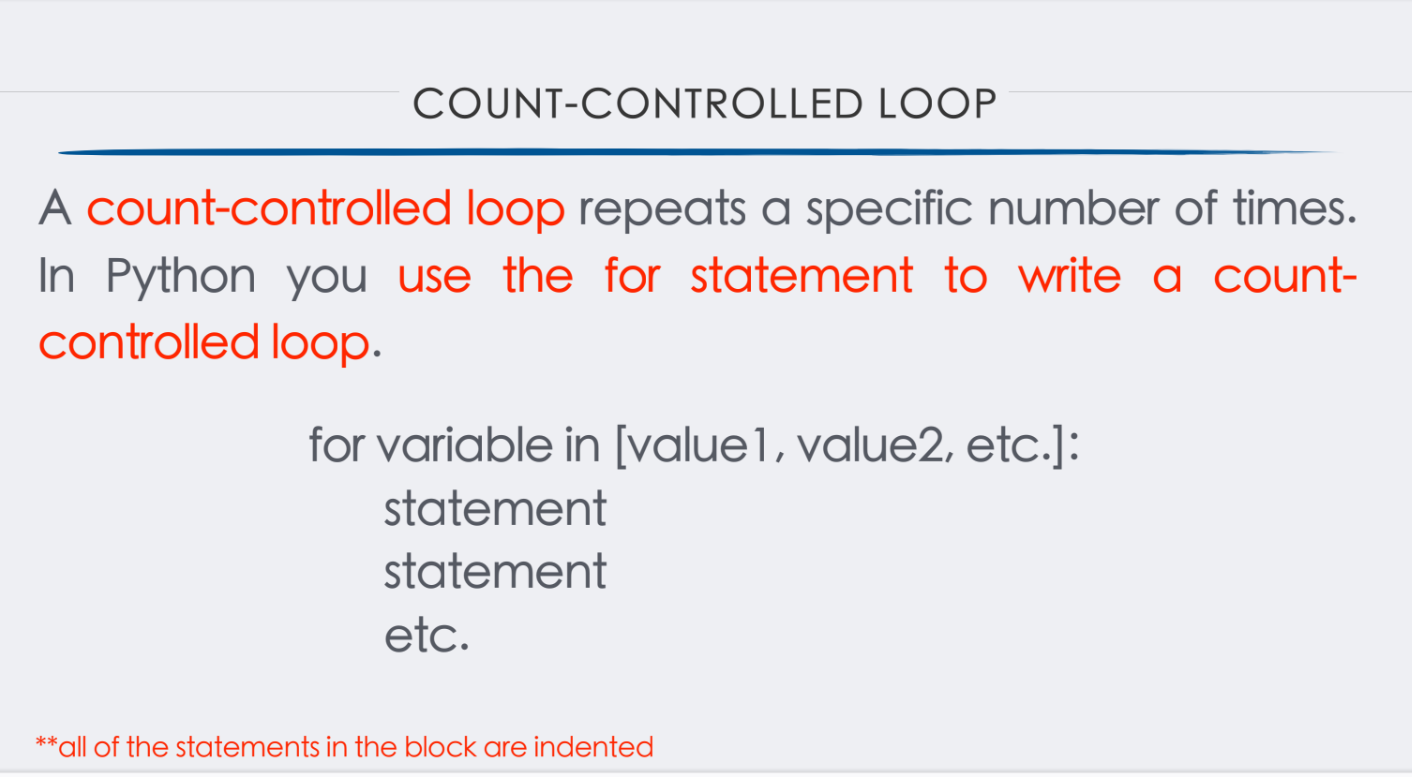 COUNT-CONTROLLED LOOP
A count-controlled loop repeats a specific number of times.
In Python you use the for statement to write a count-
controlled loop.
for variable in [value1, value2, etc.]:
statement
statement
etc.
**all of the statements in the block are indented